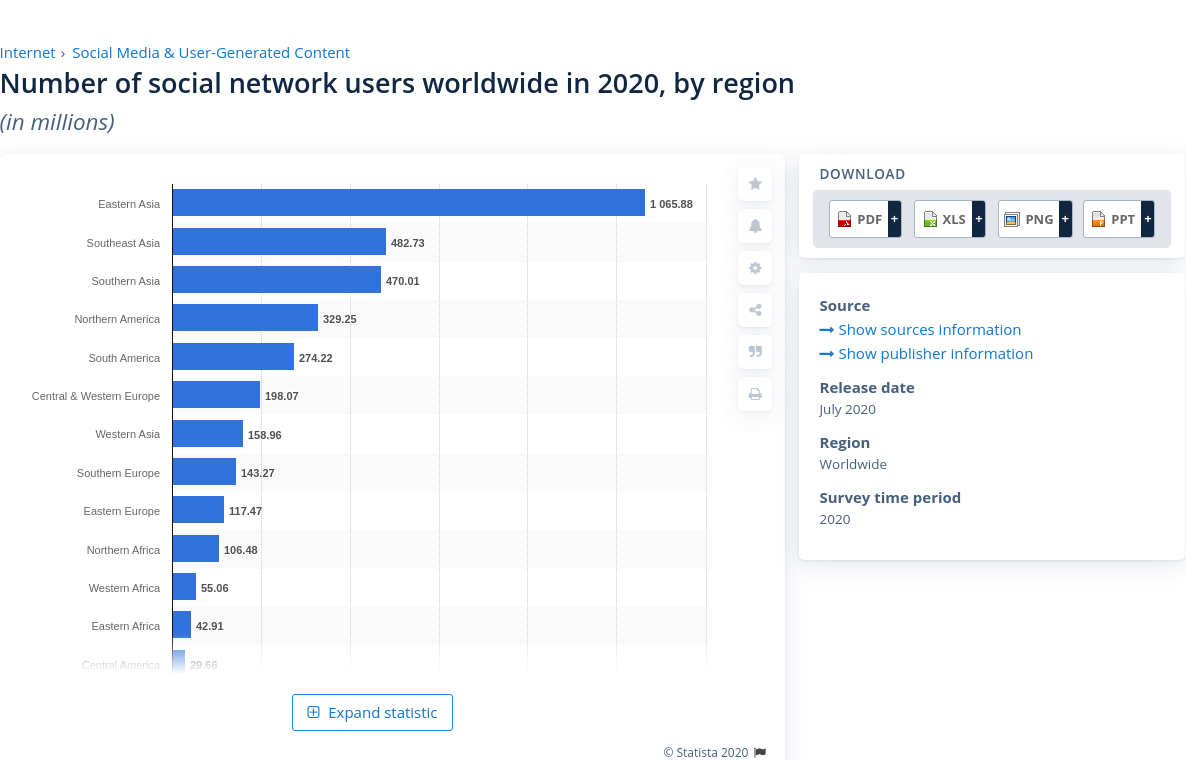 Internet › Social Media & User-Generated Content
Number of social network users worldwide in 2020, by region
(in millions)
Eastern Asia 1 065.88
Southeast Asia 482.73
Southern Asia 470.01
Northern America 329.25
South America 274.22
Central & Western Europe 198.07
Western Asia 158.96
Southern Europe 143.27
Eastern Europe 117.47
Northern Africa 106.48
Western Africa 55.06
Eastern Africa 42.91
Central America 29.66
+ Expand statistic
© Statista 2020
DOWNLOAD
PDF + XLS + PNG + PPT +
Source
→ Show sources information
→ Show publisher information
Release date
July 2020
Region
Worldwide
Survey time period
2020